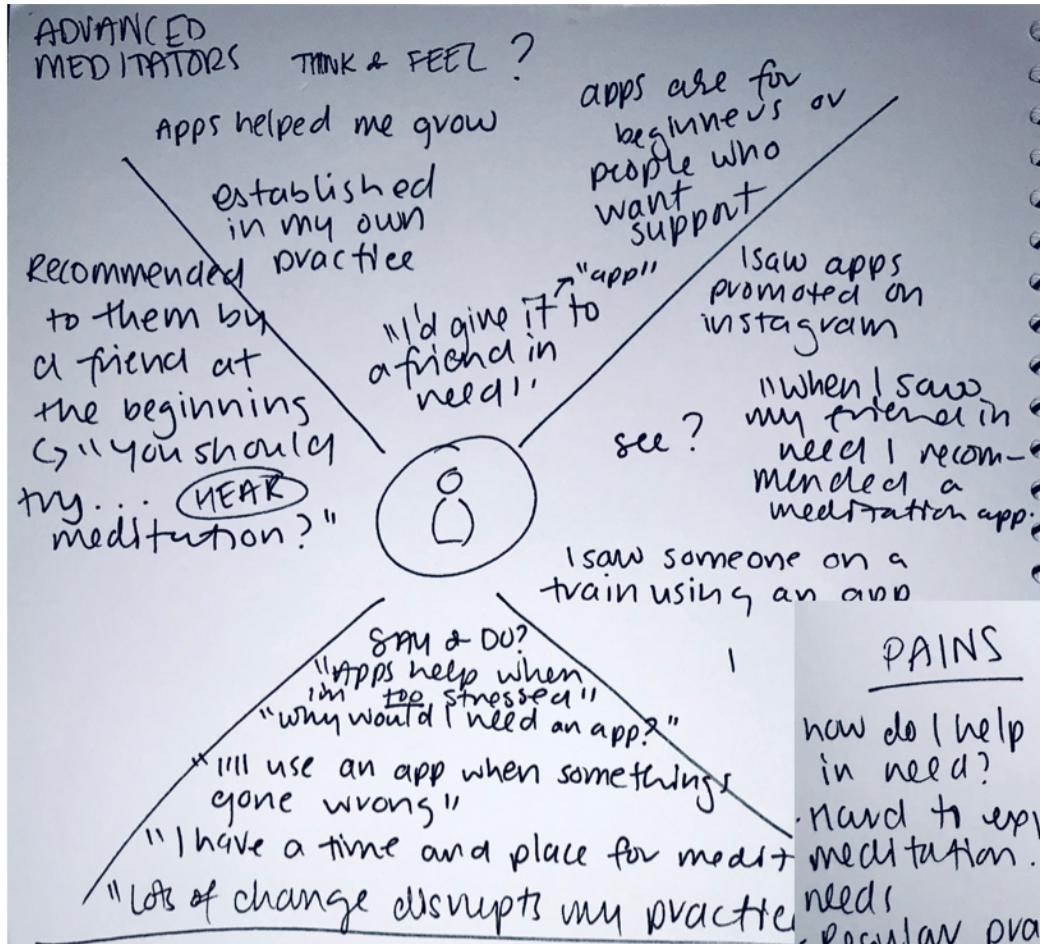 ADVANCED
MEDITATORS THINK & FEEL ?
Apps helped me grow
established
in my own
practice
apps are for
beginners or
people who
want
support
"I'd give it to
"app"
a friend in
need"
Recommended
to them by
a friend at
the beginning
"you should
try... HEAR
meditation?"
see?
I saw apps
promoted on
instagram
"when I saw
my friend in
need I recom-
mended a
meditation app.
I saw someone on a
train using an app
SAY & DO?
"Apps help when
i'm too stressed"
"why would I need an app?"
"I'll use an app when somethings
gone wrong"
"I have a time and place for medit
"Lots of change disrupts my practice
PAINS
how do I help
in need?
. Hard to exp
meditation.
needs
. Regular pra